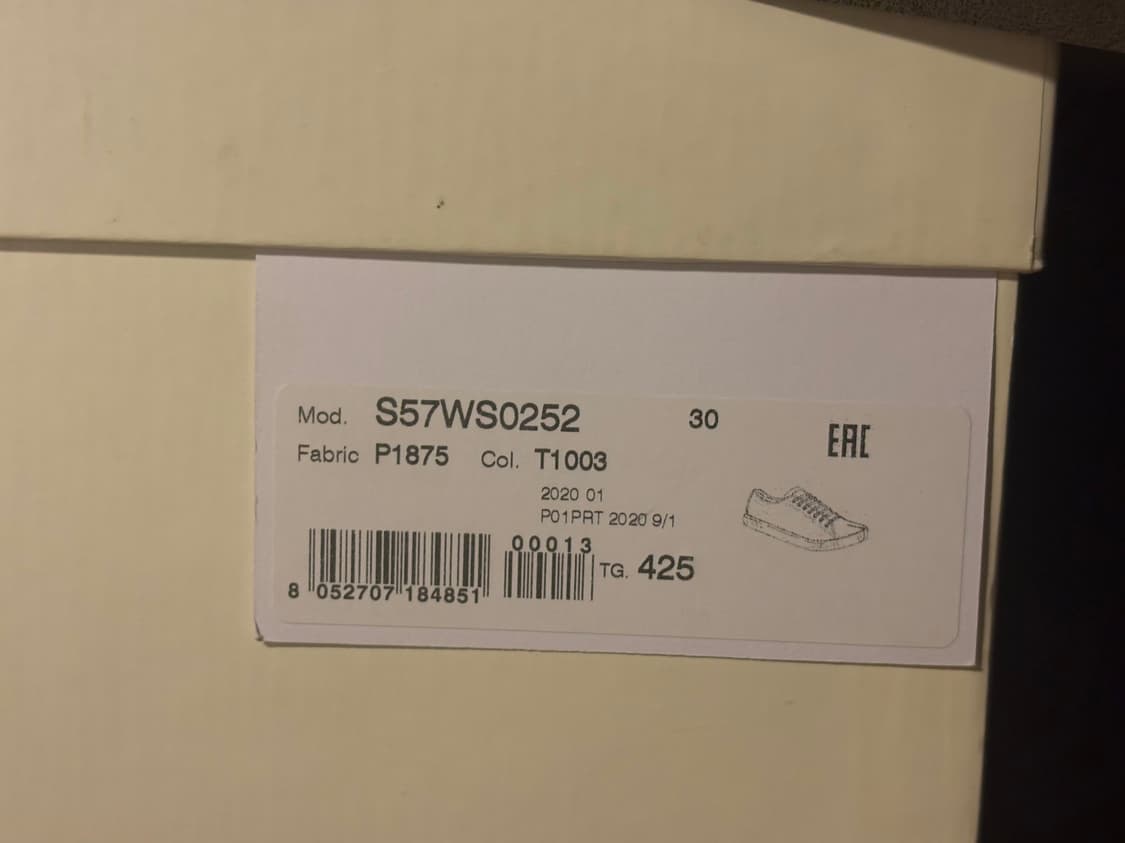 Mod. S57WS0252 30
EAC
Fabric P1875 Col. T1003
2020 01
P01PRT 2020 9/1
00013
TG. 425
8 052707 184851